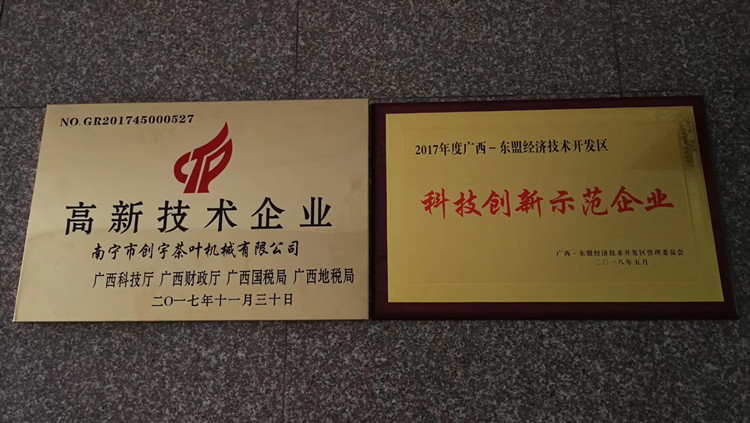 NO.GR201745000527
高新技术企业
南宁市创宇茶叶机械有限公司
广西科技厅 广西财政厅 广西国税局 广西地税局
二〇一七年十一月三十日
2017年度广西－东盟经济技术开发区
科技创新示范企业
广西－东盟经济技术开发区管理委员会
二〇一八年五月